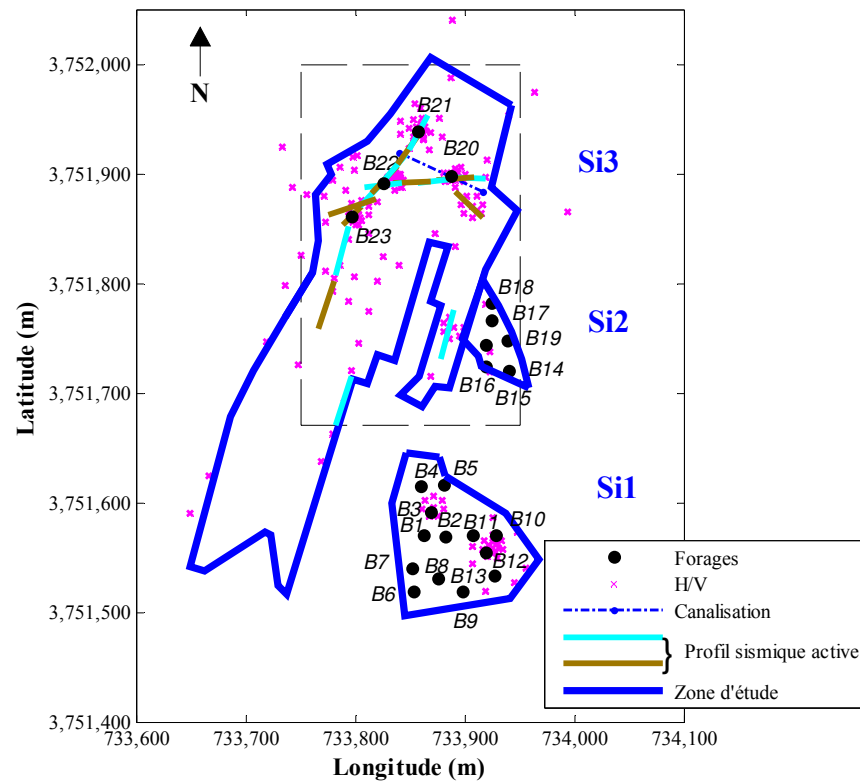 3,752,000
3,751,900
3,751,800
3,751,700
3,751,600
3,751,500
3,751,400
Latitude (m)
N
B21
B20
B22
B23
Si3
B18
B17
B19
B14
B16
B15
Si2
B4
B5
B3
B1
B2
B11
B10
B7
B8
B13
B12
B6
B9
Si1
Forages
H/V
Canalisation
} Profil sismique active
Zone d'étude
733,600
733,700
733,800
733,900
734,000
734,100
Longitude (m)